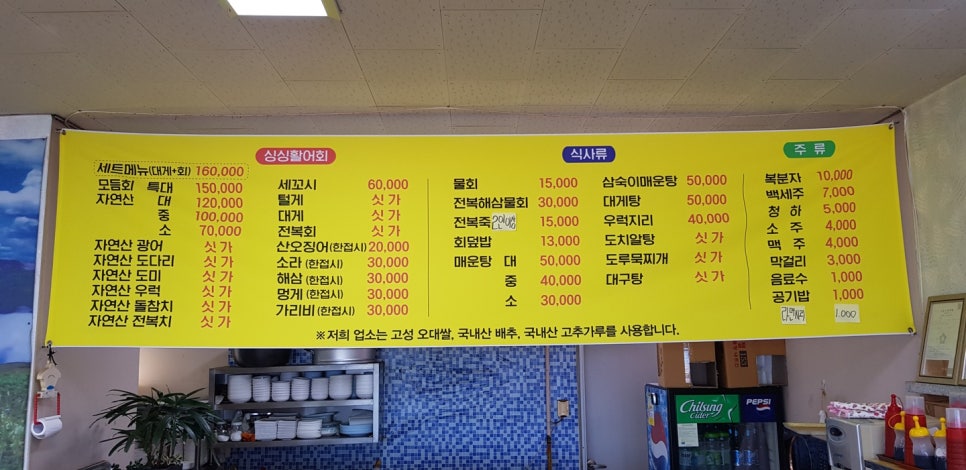 싱싱활어회
세트메뉴(대게+회) 160,000
모듬회 특대 150,000
자연산 대 120,000
중 100,000
소 70,000
자연산 광어 싯 가
자연산 도다리 싯 가
자연산 도미 싯 가
자연산 우럭 싯 가
자연산 돌참치 싯 가
자연산 전복치 싯 가
세꼬시 60,000
털게 싯 가
대게 싯 가
전복회 싯 가
산오징어(한접시) 20,000
소라 (한접시) 30,000
해삼 (한접시) 30,000
멍게 (한접시) 30,000
가리비 (한접시) 30,000
식사류
물회 15,000
전복해삼물회 30,000
전복죽 15,000
회덮밥 13,000
매운탕 대 50,000
중 40,000
소 30,000
삼숙이매운탕 50,000
대게탕 50,000
우럭지리 40,000
도치알탕 싯 가
도루묵찌개 싯 가
대구탕 싯 가
주 류
복분자 10,000
백세주 7,000
청 하 5,000
소 주 4,000
맥 주 4,000
막걸리 3,000
음료수 1,000
공기밥 1,000
라면사리 1.000
※저희 업소는 고성 오대쌀, 국내산 배추, 국내산 고추가루를 사용합니다.
Chilsung
Cider
PEPSI